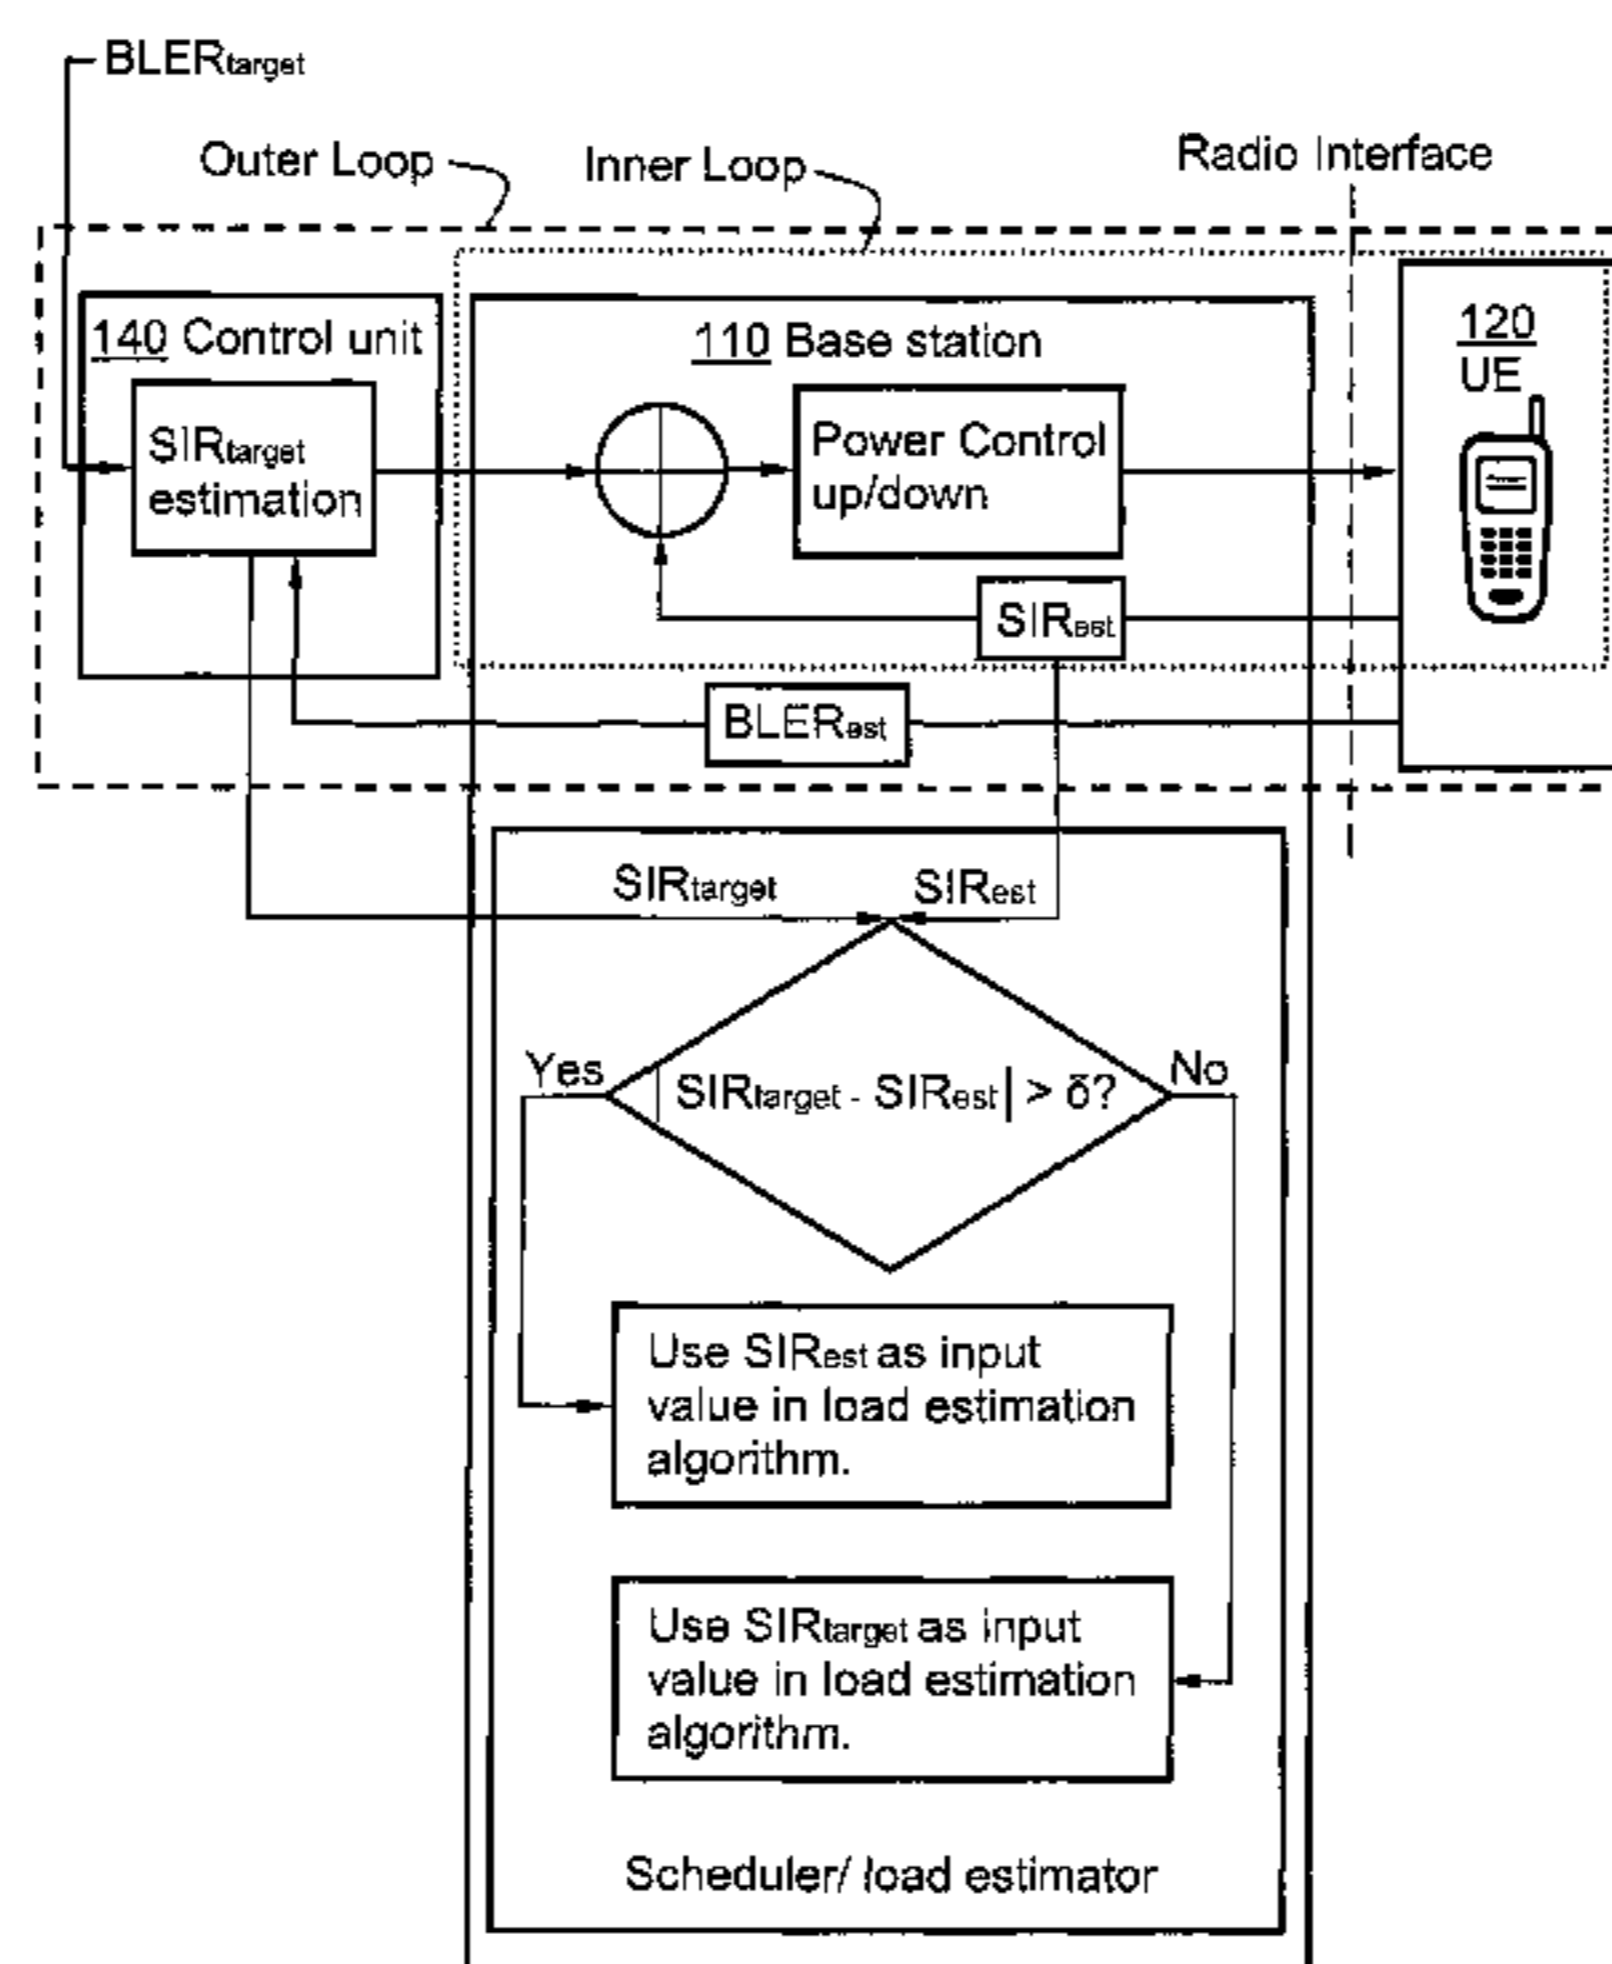 BLERtarget
Outer Loop
Inner Loop
Radio Interface
140 Control unit
110 Base station
120
UE
SIRtarget
estimation
Power Control
up/down
SIRest
BLERest
SIRtarget
SIRest
Yes
| SIRtarget - SIRest| > δ?
No
Use SIRest as input
value in load estimation
algorithm.
Use SIRtarget as input
value in load estimation
algorithm.
Scheduler/ load estimator